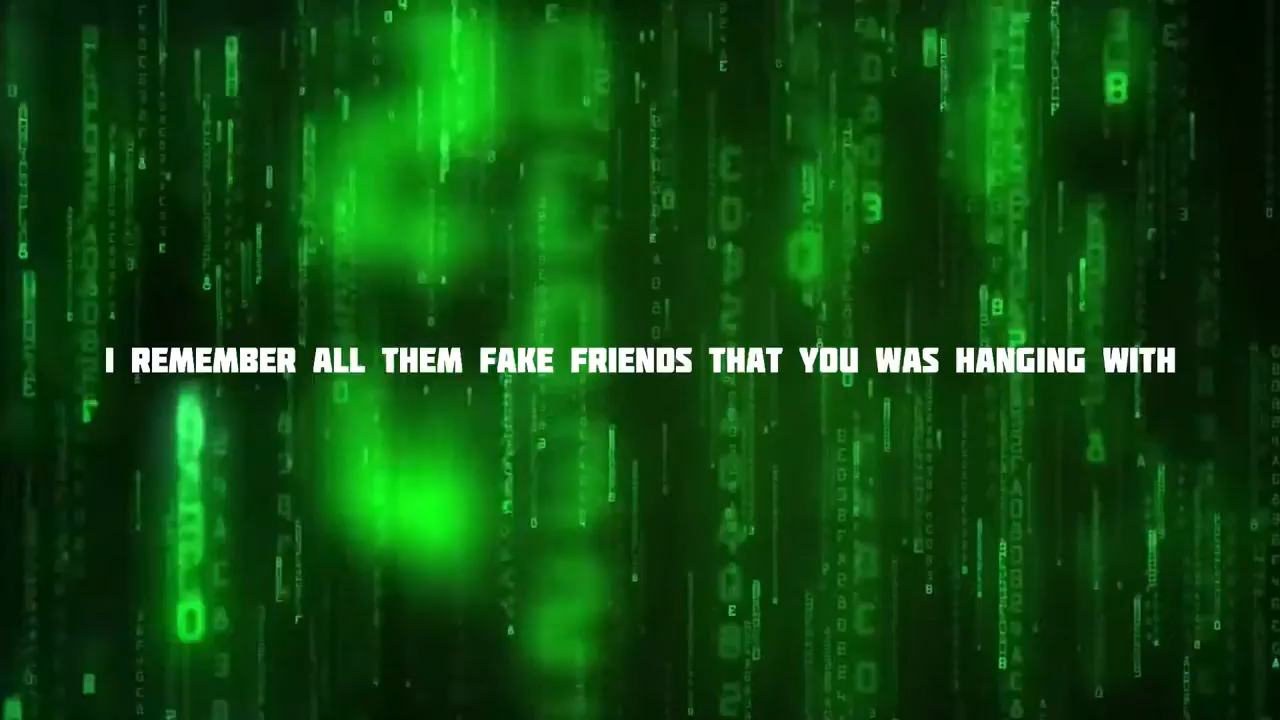 I REMEMBER ALL THEM FAKE FRIENDS THAT YOU WAS HANGING WITH